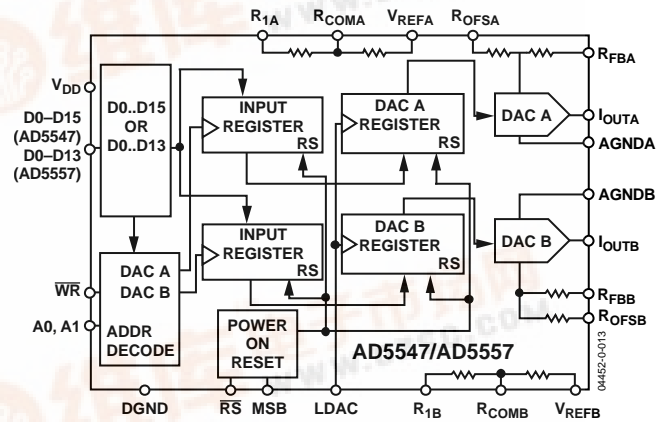 R1A RCOMA VREFA ROFSA
RFBA
VDD
D0–D15
(AD5547)
D0–D13
(AD5557)
D0..D15
OR
D0..D13
INPUT
REGISTER
RS
DAC A
REGISTER
RS
DAC A
IOUTA
AGNDA
AGNDB
INPUT
REGISTER
RS
DAC B
REGISTER
RS
DAC B
IOUTB
WR
A0, A1
DAC A
DAC B
ADDR
DECODE
POWER
ON
RESET
RFBB
ROFSB
AD5547/AD5557
04452-0-013
DGND RS MSB LDAC R1B RCOMB VREFB